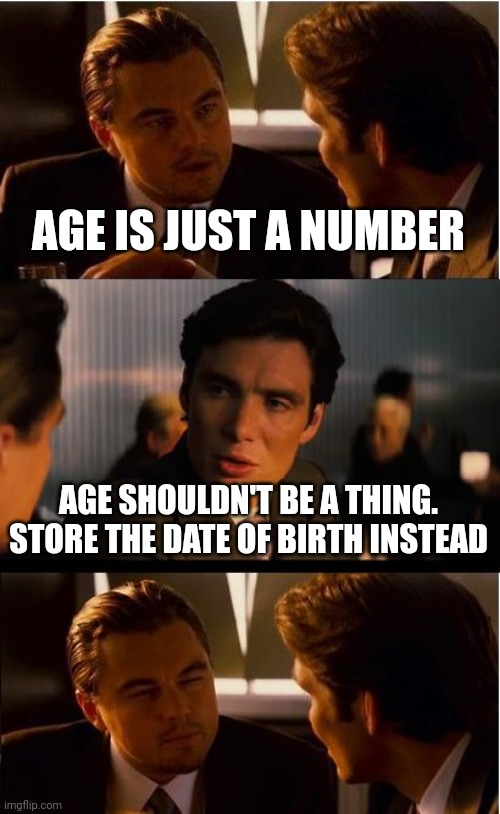 AGE IS JUST A NUMBER
AGE SHOULDN'T BE A THING.
STORE THE DATE OF BIRTH INSTEAD
imgflip.com